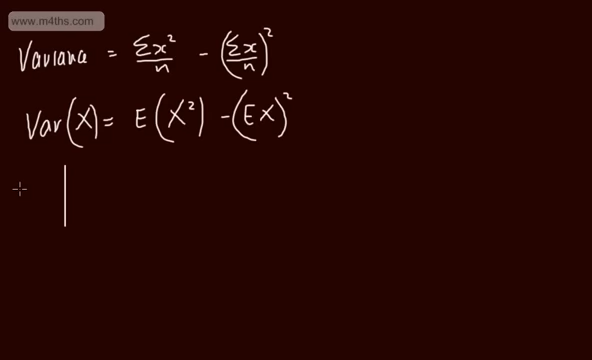 www.m4ths.com
Variance = Σx²/n - (Σx/n)²
Var(X) = E(X²) - (EX)²